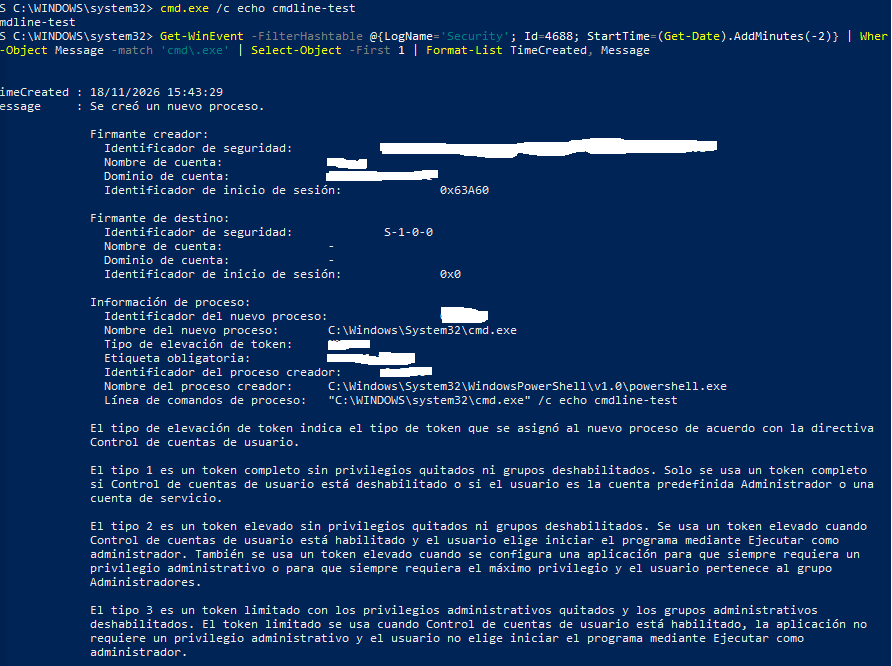 S C:\WINDOWS\system32> cmd.exe /c echo cmdline-test
mdline-test
S C:\WINDOWS\system32> Get-WinEvent -FilterHashtable @{LogName='Security'; Id=4688; StartTime=(Get-Date).AddMinutes(-2)} | Wher
-Object Message -match 'cmd\.exe' | Select-Object -First 1 | Format-List TimeCreated, Message
imeCreated : 18/11/2026 15:43:29
essage : Se creó un nuevo proceso.
Firmante creador:
Identificador de seguridad:
Nombre de cuenta:
Dominio de cuenta:
Identificador de inicio de sesión: 0x63A60
Firmante de destino:
Identificador de seguridad: S-1-0-0
Nombre de cuenta: -
Dominio de cuenta: -
Identificador de inicio de sesión: 0x0
Información de proceso:
Identificador del nuevo proceso:
Nombre del nuevo proceso: C:\Windows\System32\cmd.exe
Tipo de elevación de token:
Etiqueta obligatoria:
Identificador del proceso creador:
Nombre del proceso creador: C:\Windows\System32\WindowsPowerShell\v1.0\powershell.exe
Línea de comandos de proceso: "C:\WINDOWS\system32\cmd.exe" /c echo cmdline-test
El tipo de elevación de token indica el tipo de token que se asignó al nuevo proceso de acuerdo con la directiva
Control de cuentas de usuario.
El tipo 1 es un token completo sin privilegios quitados ni grupos deshabilitados. Solo se usa un token completo
si Control de cuentas de usuario está deshabilitado o si el usuario es la cuenta predefinida Administrador o una
cuenta de servicio.
El tipo 2 es un token elevado sin privilegios quitados ni grupos deshabilitados. Se usa un token elevado cuando
Control de cuentas de usuario está habilitado y el usuario elige iniciar el programa mediante Ejecutar como
administrador. También se usa un token elevado cuando se configura una aplicación para que siempre requiera un
privilegio administrativo o para que siempre requiera el máximo privilegio y el usuario pertenece al grupo
Administradores.
El tipo 3 es un token limitado con los privilegios administrativos quitados y los grupos administrativos
deshabilitados. El token limitado se usa cuando Control de cuentas de usuario está habilitado, la aplicación no
requiere un privilegio administrativo y el usuario no elige iniciar el programa mediante Ejecutar como
administrador.